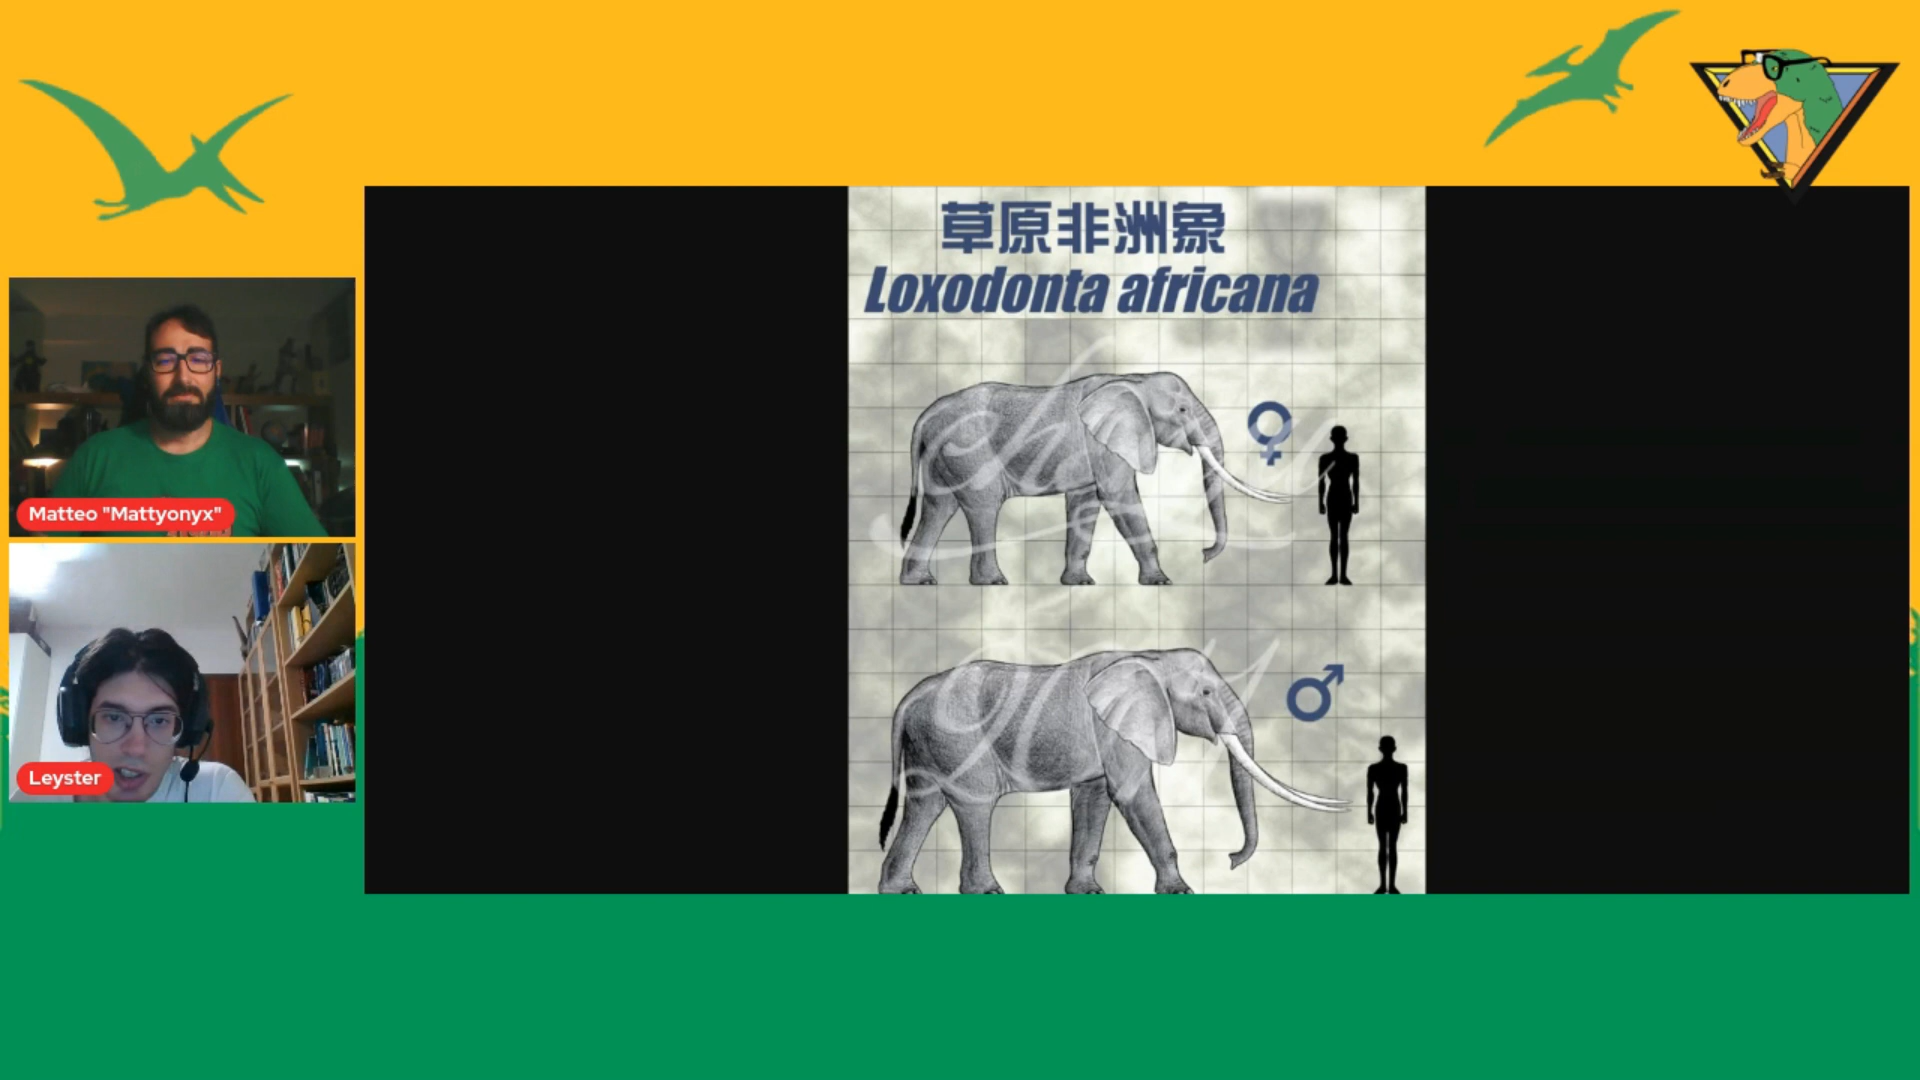 草原非洲象
Loxodonta africana
Matteo "Mattyonyx"
Leyster